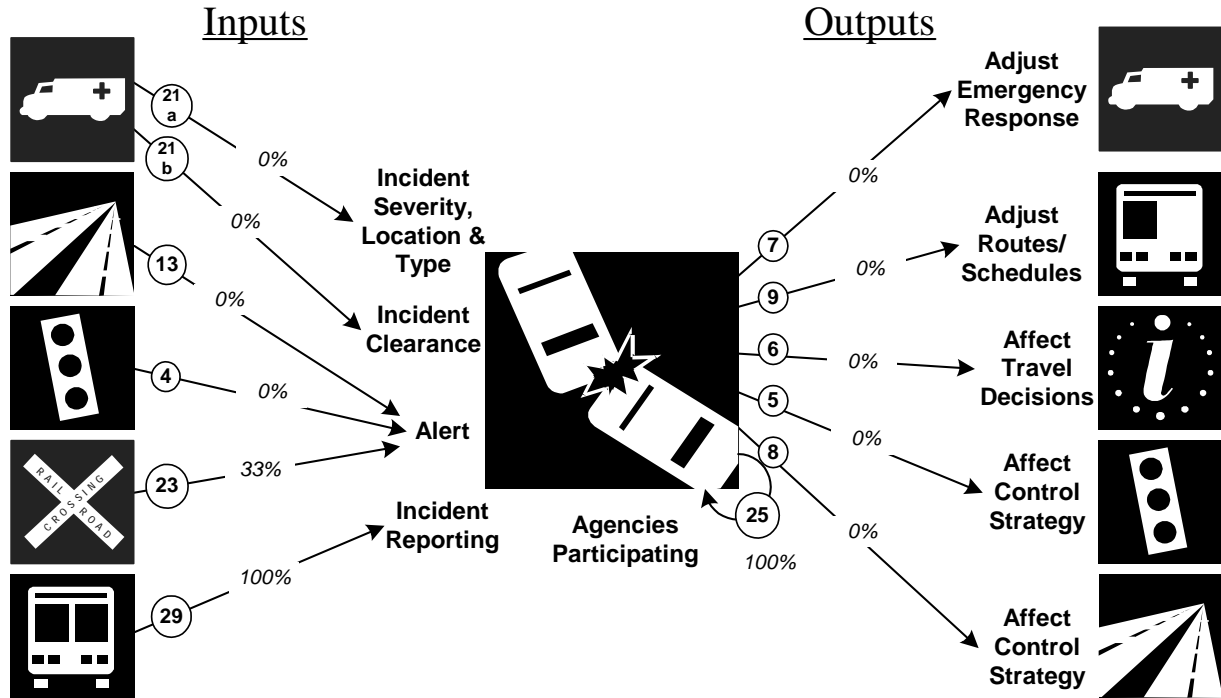 Inputs
Outputs
21
a
21
b
0%
Incident
Severity,
Location &
Type
0%
13
0%
Incident
Clearance
4
0%
Alert
RAIL
CROSSING
ROAD
23
33%
Incident
Reporting
29
100%
Agencies
Participating
25
100%
7
0%
Adjust
Emergency
Response
9
0%
Adjust
Routes/
Schedules
6
0%
Affect
Travel
Decisions
i
5
0%
Affect
Control
Strategy
8
0%
Affect
Control
Strategy